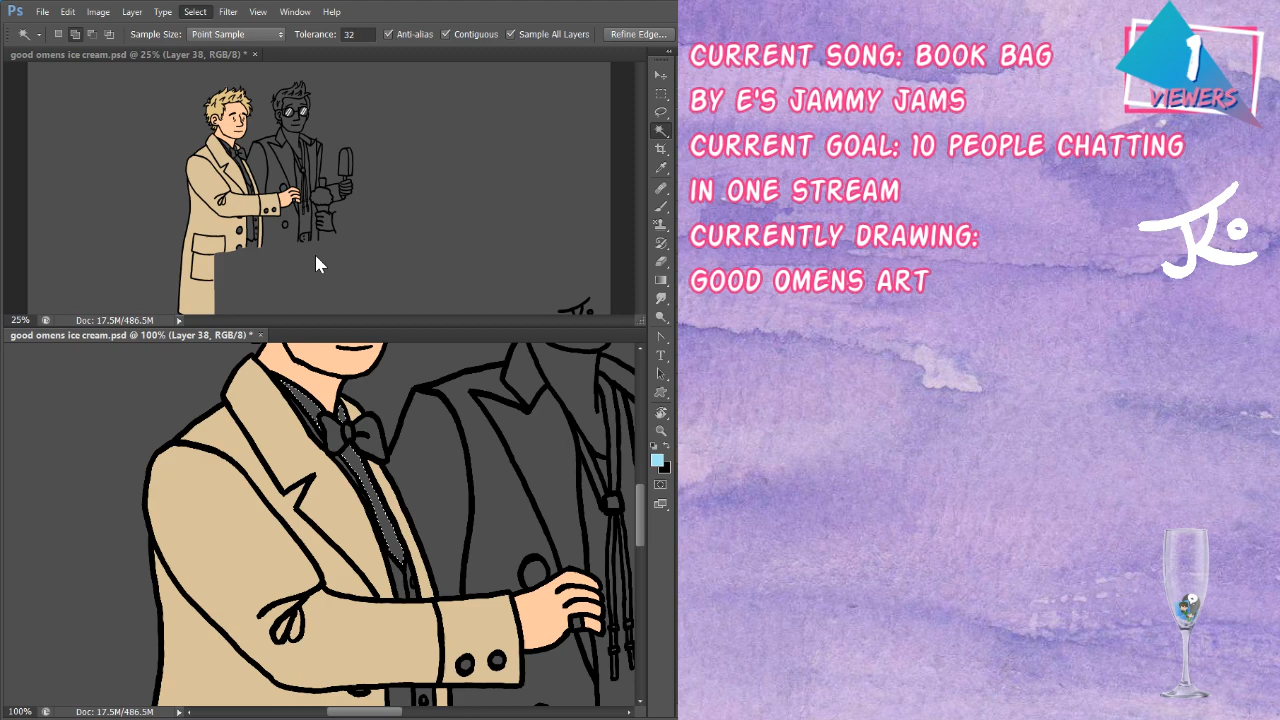 Ps File Edit Image Layer Type Select Filter View Window Help
Sample Size: Point Sample Tolerance: 32 Anti-alias Contiguous Sample All Layers Refine Edge...
good omens ice cream.psd @ 25% (Layer 38, RGB/8) * ×
25% Doc: 17.5M/486.5M
good omens ice cream.psd @ 100% (Layer 38, RGB/8) * ×
100% Doc: 17.5M/486.5M
CURRENT SONG: BOOK BAG
BY E'S JAMMY JAMS
CURRENT GOAL: 10 PEOPLE CHATTING
IN ONE STREAM
CURRENTLY DRAWING:
GOOD OMENS ART
1
VIEWERS
JKo